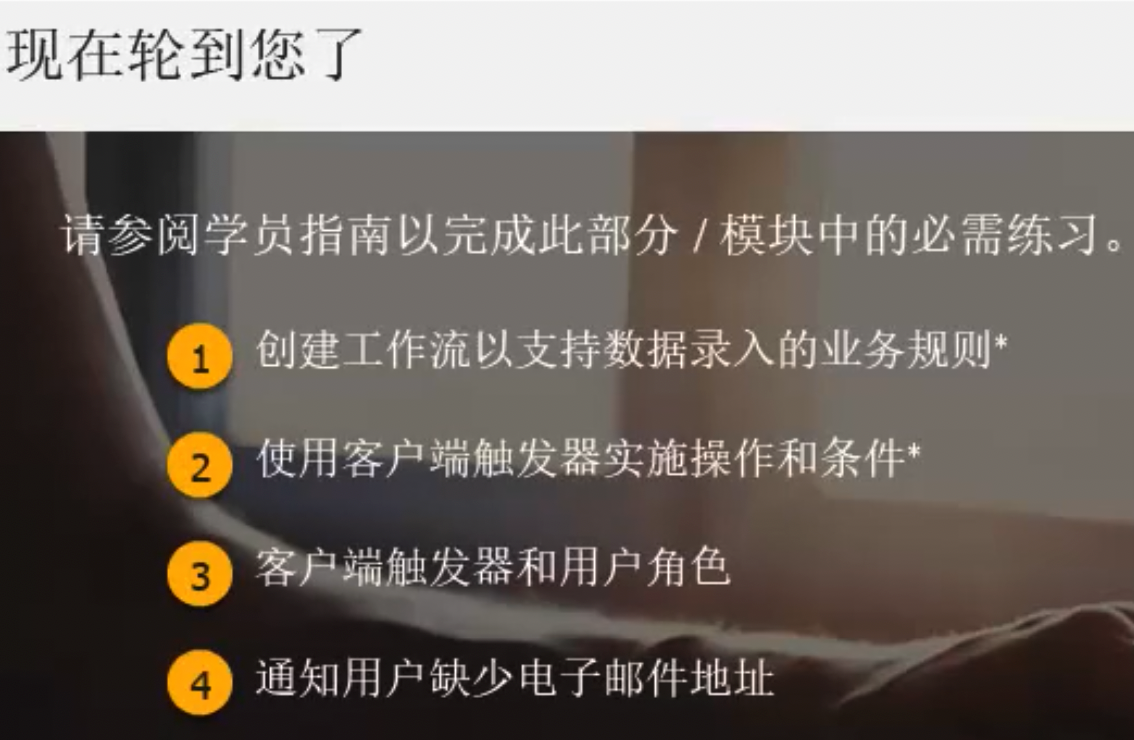 现在轮到您了
请参阅学员指南以完成此部分 / 模块中的必需练习。
1 创建工作流以支持数据录入的业务规则*
2 使用客户端触发器实施操作和条件*
3 客户端触发器和用户角色
4 通知用户缺少电子邮件地址